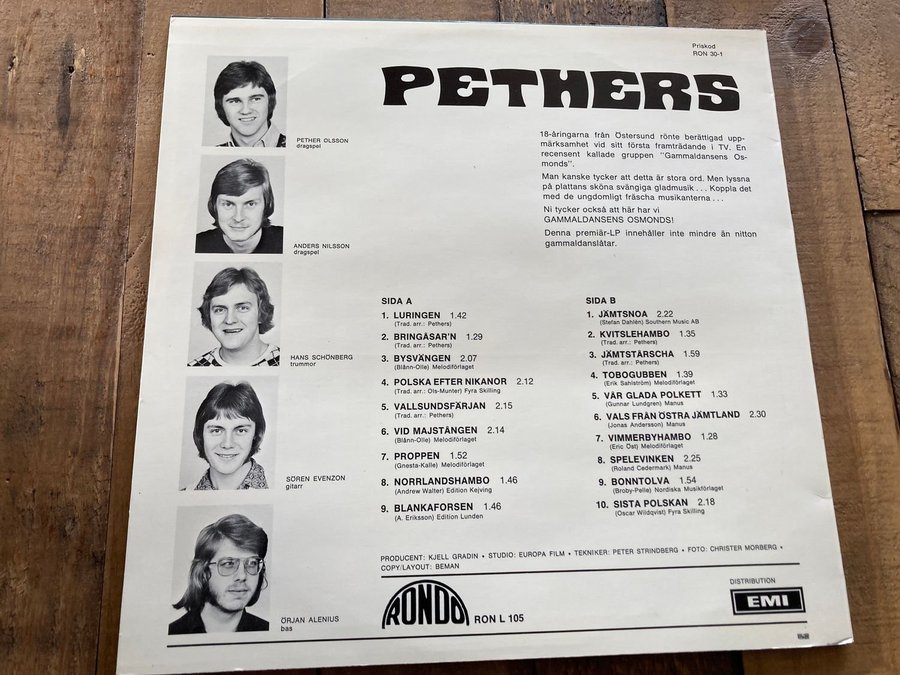 Priskod
RON 30-1
PETHERS
PETHER OLSSON
dragspel
ANDERS NILSSON
dragspel
HANS SCHÖNBERG
trummor
SÖREN EVENZON
gitarr
ÖRJAN ALENIUS
bas
18-åringarna från Östersund rönte berättigad upp-
märksamhet vid sitt första framträdande i TV. En
recensent kallade gruppen "Gammaldansens Os-
monds".
Man kanske tycker att detta är stora ord. Men lyssna
på plattans sköna svängiga gladmusik . . . Koppla det
med de ungdomligt fräscha musikanterna . . .
Ni tycker också att här har vi
GAMMALDANSENS OSMONDS!
Denna premiär-LP innehåller inte mindre än nitton
gammaldanslåtar.
SIDA A
1. LURINGEN 1.42
(Trad. arr.: Pethers)
2. BRINGÅSAR'N 1.29
(Trad. arr.: Pethers)
3. BYSVÄNGEN 2.07
(Blånn-Olle) Melodiförlaget
4. POLSKA EFTER NIKANOR 2.12
(Trad. arr.: Ols-Munter) Fyra Skilling
5. VALLSUNDSFÄRJAN 2.15
(Trad. arr.: Pethers)
6. VID MAJSTÅNGEN 2.14
(Blånn-Olle) Melodiförlaget
7. PROPPEN 1.52
(Gnesta-Kalle) Melodiförlaget
8. NORRLANDSHAMBO 1.46
(Andrew Walter) Edition Kejving
9. BLANKAFORSEN 1.46
(A. Eriksson) Edition Lunden
SIDA B
1. JÄMTSNOA 2.22
(Stefan Dahlén) Southern Music AB
2. KVITSLEHAMBO 1.35
(Trad. arr.: Pethers)
3. JÄMTSTÄRSCHA 1.59
(Trad. arr.: Pethers)
4. TOBOGUBBEN 1.39
(Erik Sahlström) Melodiförlaget
5. VÅR GLADA POLKETT 1.33
(Gunnar Lundgren) Manus
6. VALS FRÅN ÖSTRA JÄMTLAND 2.30
(Jonas Andersson) Manus
7. VIMMERBYHAMBO 1.28
(Eric Öst) Melodiförlaget
8. SPELEVINKEN 2.25
(Roland Cedermark) Manus
9. BONNTOLVA 1.54
(Broby-Pelle) Nordiska Musikförlaget
10. SISTA POLSKAN 2.18
(Oscar Wildqvist) Fyra Skilling
PRODUCENT: KJELL GRADIN • STUDIO: EUROPA FILM • TEKNIKER: PETER STRINDBERG • FOTO: CHRISTER MORBERG •
COPY/LAYOUT: BEMAN
RONDO
RON L 105
DISTRIBUTION
EMI